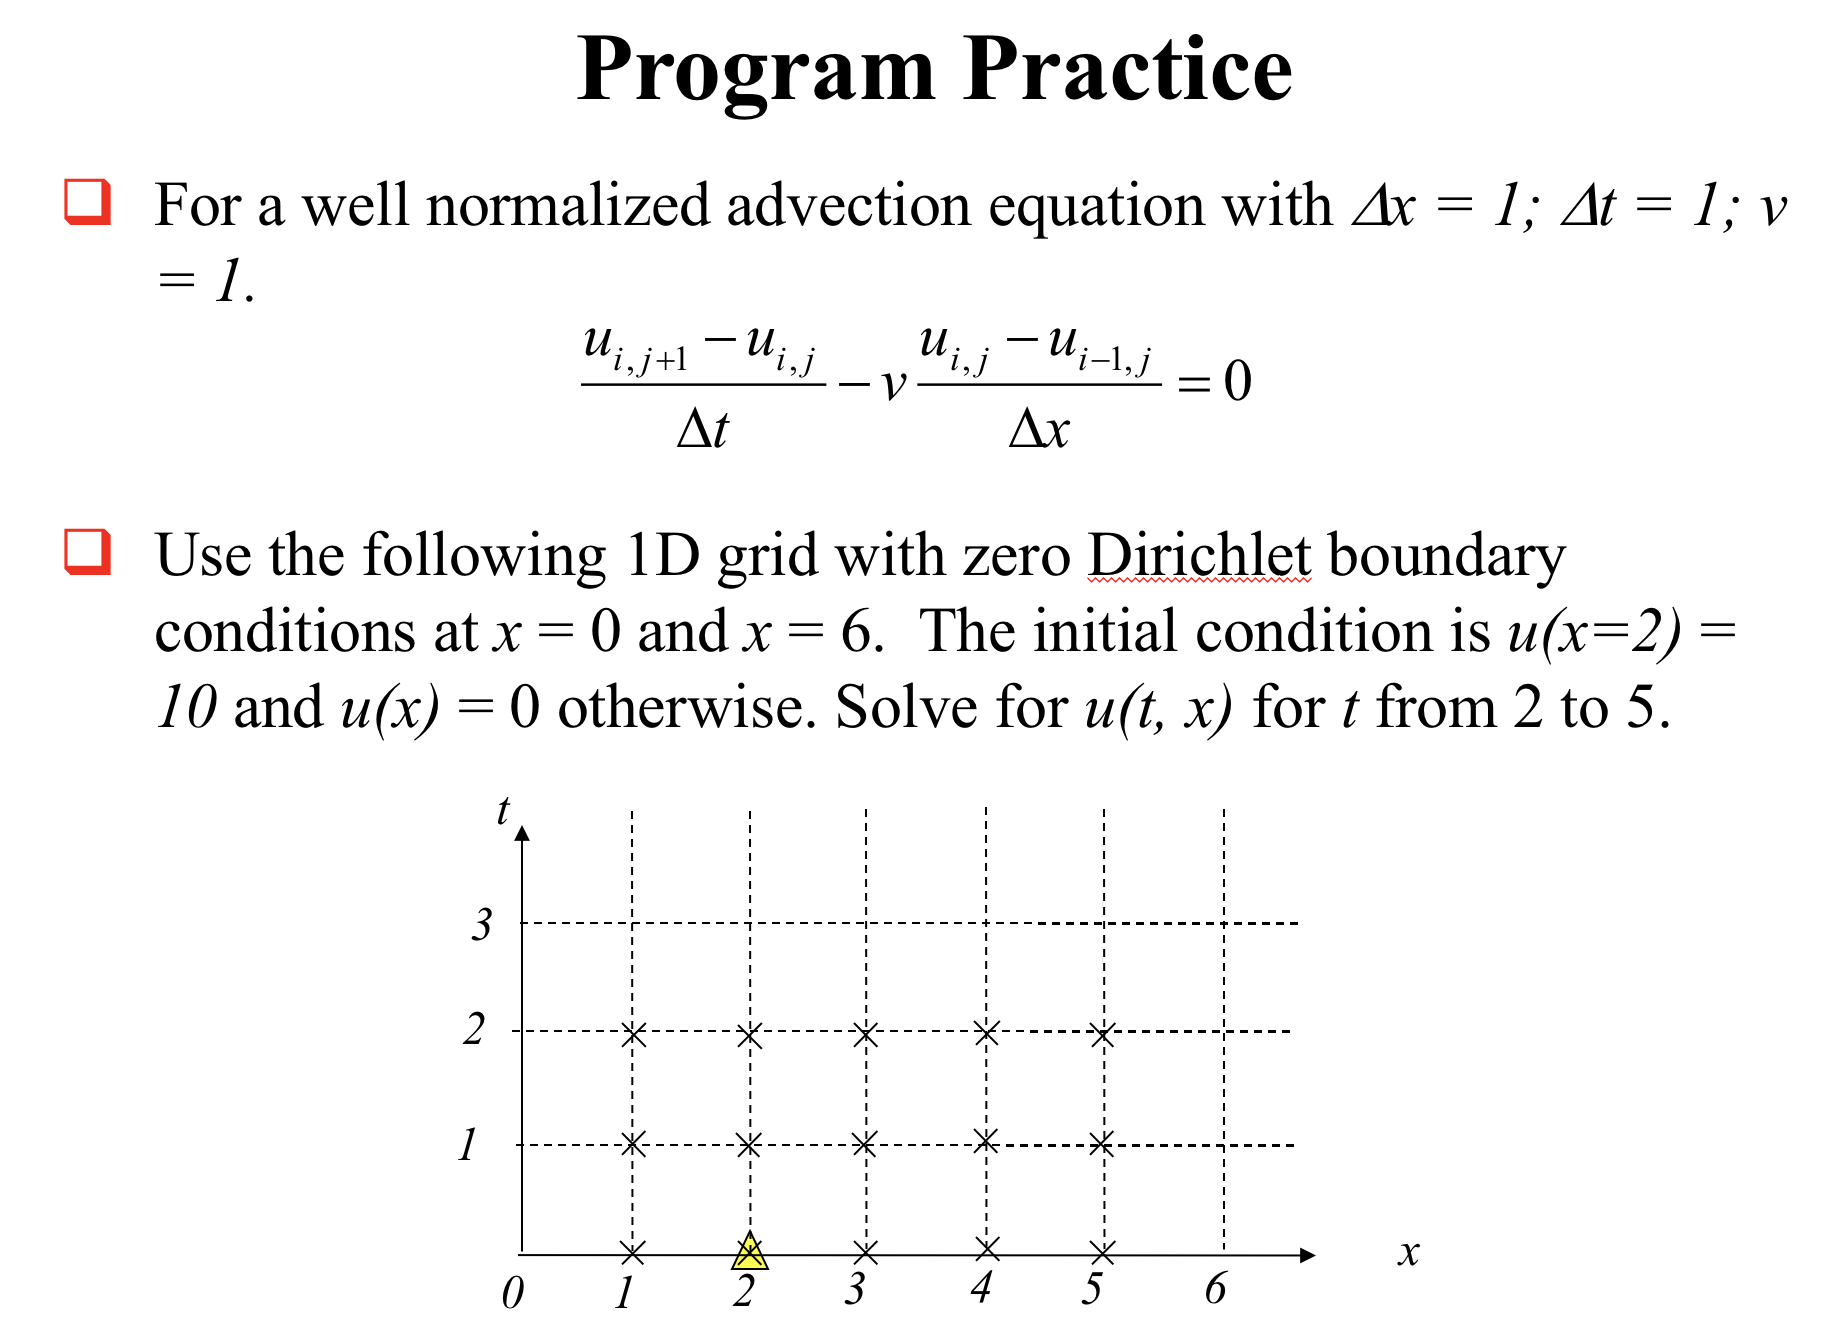 Program Practice
❑ For a well normalized advection equation with Δx = 1; Δt = 1; v
= 1.
\frac{u_{i,j+1} - u_{i,j}}{\Delta t} - v \frac{u_{i,j} - u_{i-1,j}}{\Delta x} = 0
❑ Use the following 1D grid with zero Dirichlet boundary
conditions at x = 0 and x = 6. The initial condition is u(x=2) =
10 and u(x) = 0 otherwise. Solve for u(t, x) for t from 2 to 5.
t
3
2
1
x
0 1 2 3 4 5 6